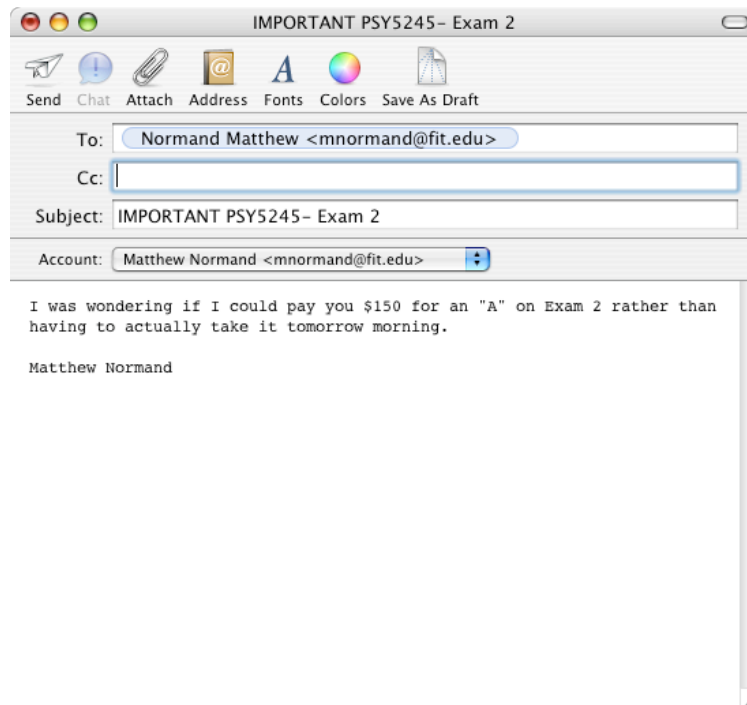 IMPORTANT PSY5245- Exam 2
Send Chat Attach Address Fonts Colors Save As Draft
To: Normand Matthew <mnormand@fit.edu>
Cc:
Subject: IMPORTANT PSY5245- Exam 2
Account: Matthew Normand <mnormand@fit.edu>
I was wondering if I could pay you $150 for an "A" on Exam 2 rather than
having to actually take it tomorrow morning.
Matthew Normand